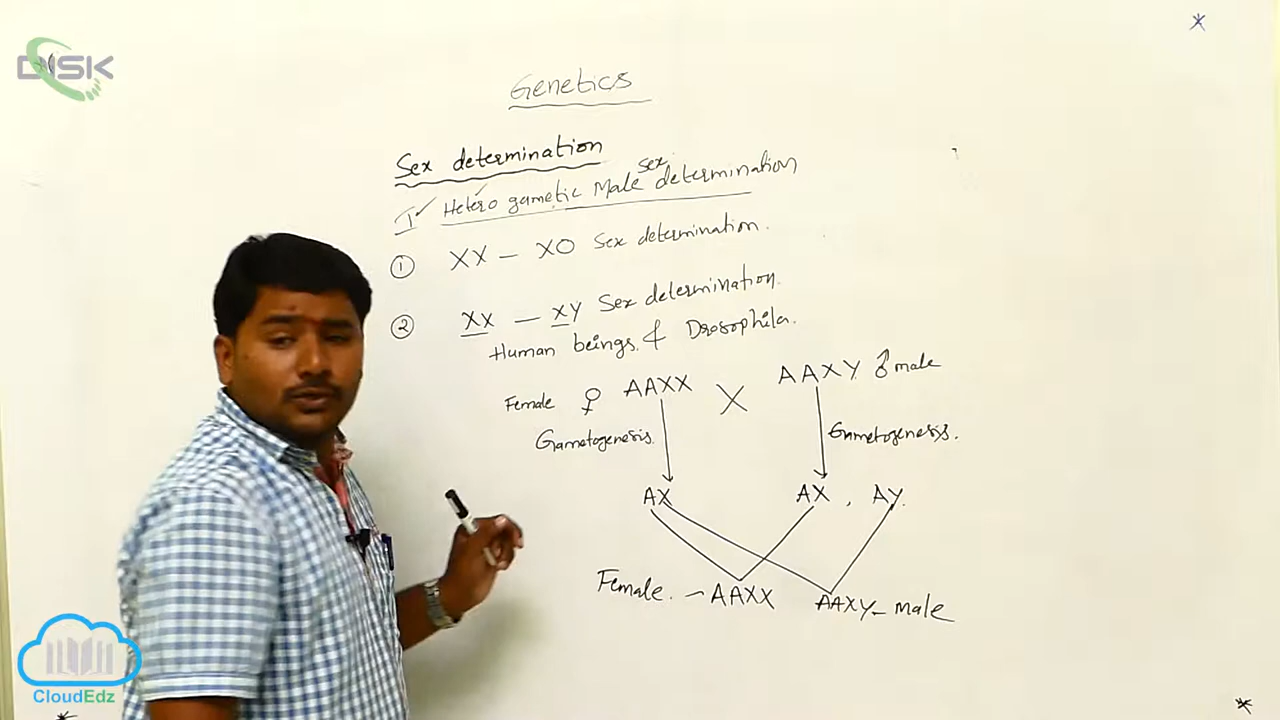 DISK
Genetics
Sex determination
I Hetero gametic Male sex determination
1 XX - XO Sex determination.
2 XX - XY Sex determination.
Human beings & Drosophila.
Female ♀ AAXX X AAXY ♂ male
Gametogenesis. Gametogenesis.
AX AX , AY.
Female. - AAXX AAXY - male
CloudEdz